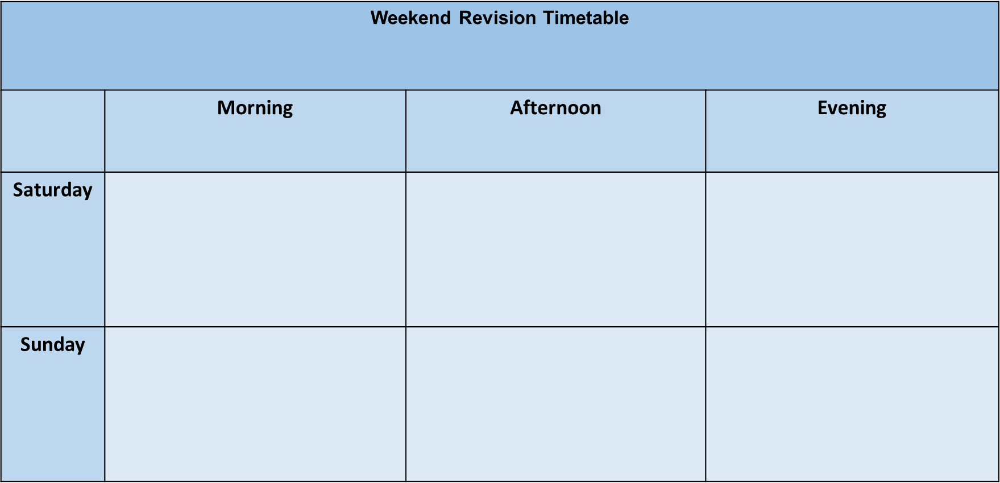 Weekend Revision Timetable
Morning Afternoon Evening
Saturday
Sunday